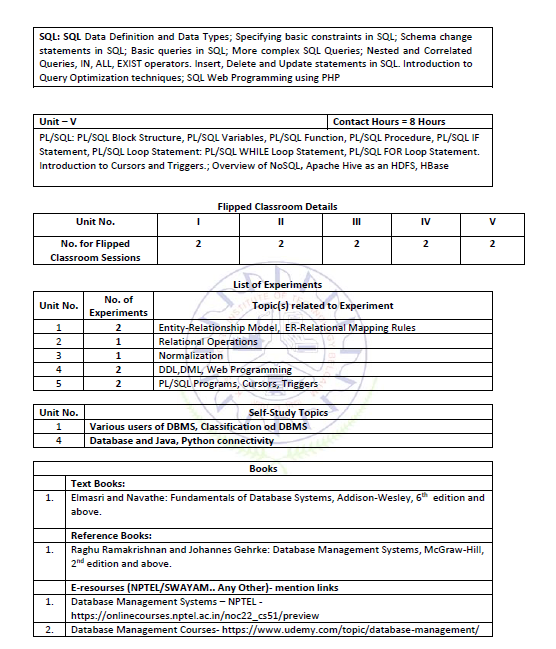 SQL: SQL Data Definition and Data Types; Specifying basic constraints in SQL; Schema change
statements in SQL; Basic queries in SQL; More complex SQL Queries; Nested and Correlated
Queries, IN, ALL, EXIST operators. Insert, Delete and Update statements in SQL. Introduction to
Query Optimization techniques; SQL Web Programming using PHP
Unit – V Contact Hours = 8 Hours
PL/SQL: PL/SQL Block Structure, PL/SQL Variables, PL/SQL Function, PL/SQL Procedure, PL/SQL IF
Statement, PL/SQL Loop Statement: PL/SQL WHILE Loop Statement, PL/SQL FOR Loop Statement.
Introduction to Cursors and Triggers.; Overview of NoSQL, Apache Hive as an HDFS, HBase
Flipped Classroom Details
Unit No. I II III IV V
No. for Flipped 2 2 2 2 2
Classroom Sessions
List of Experiments
Unit No. No. of Topic(s) related to Experiment
Experiments
1 2 Entity-Relationship Model, ER-Relational Mapping Rules
2 1 Relational Operations
3 1 Normalization
4 2 DDL,DML, Web Programming
5 2 PL/SQL Programs, Cursors, Triggers
Unit No. Self-Study Topics
1 Various users of DBMS, Classification od DBMS
4 Database and Java, Python connectivity
Books
Text Books:
1. Elmasri and Navathe: Fundamentals of Database Systems, Addison-Wesley, 6th edition and
above.
Reference Books:
1. Raghu Ramakrishnan and Johannes Gehrke: Database Management Systems, McGraw-Hill,
2nd edition and above.
E-resourses (NPTEL/SWAYAM.. Any Other)- mention links
1. Database Management Systems – NPTEL -
https://onlinecourses.nptel.ac.in/noc22_cs51/preview
2. Database Management Courses- https://www.udemy.com/topic/database-management/